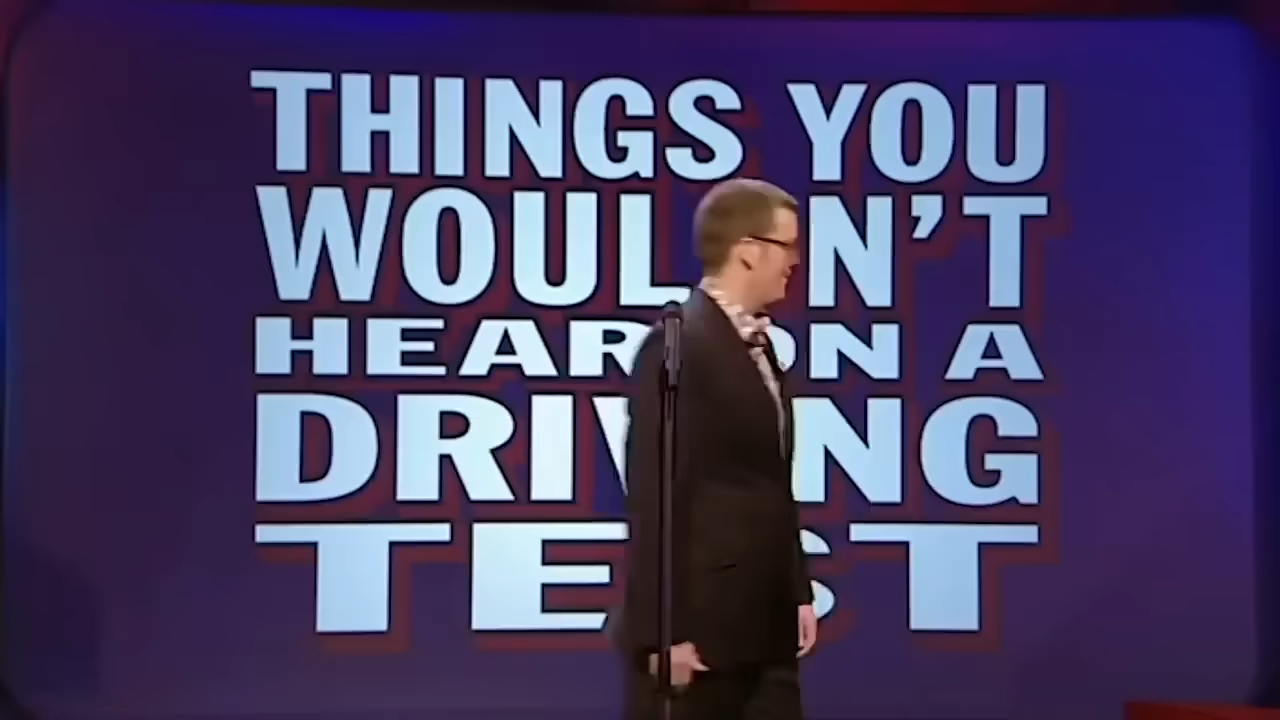 THINGS YOU
WOULDN'T
HEAR ON A
DRIVING
TEST